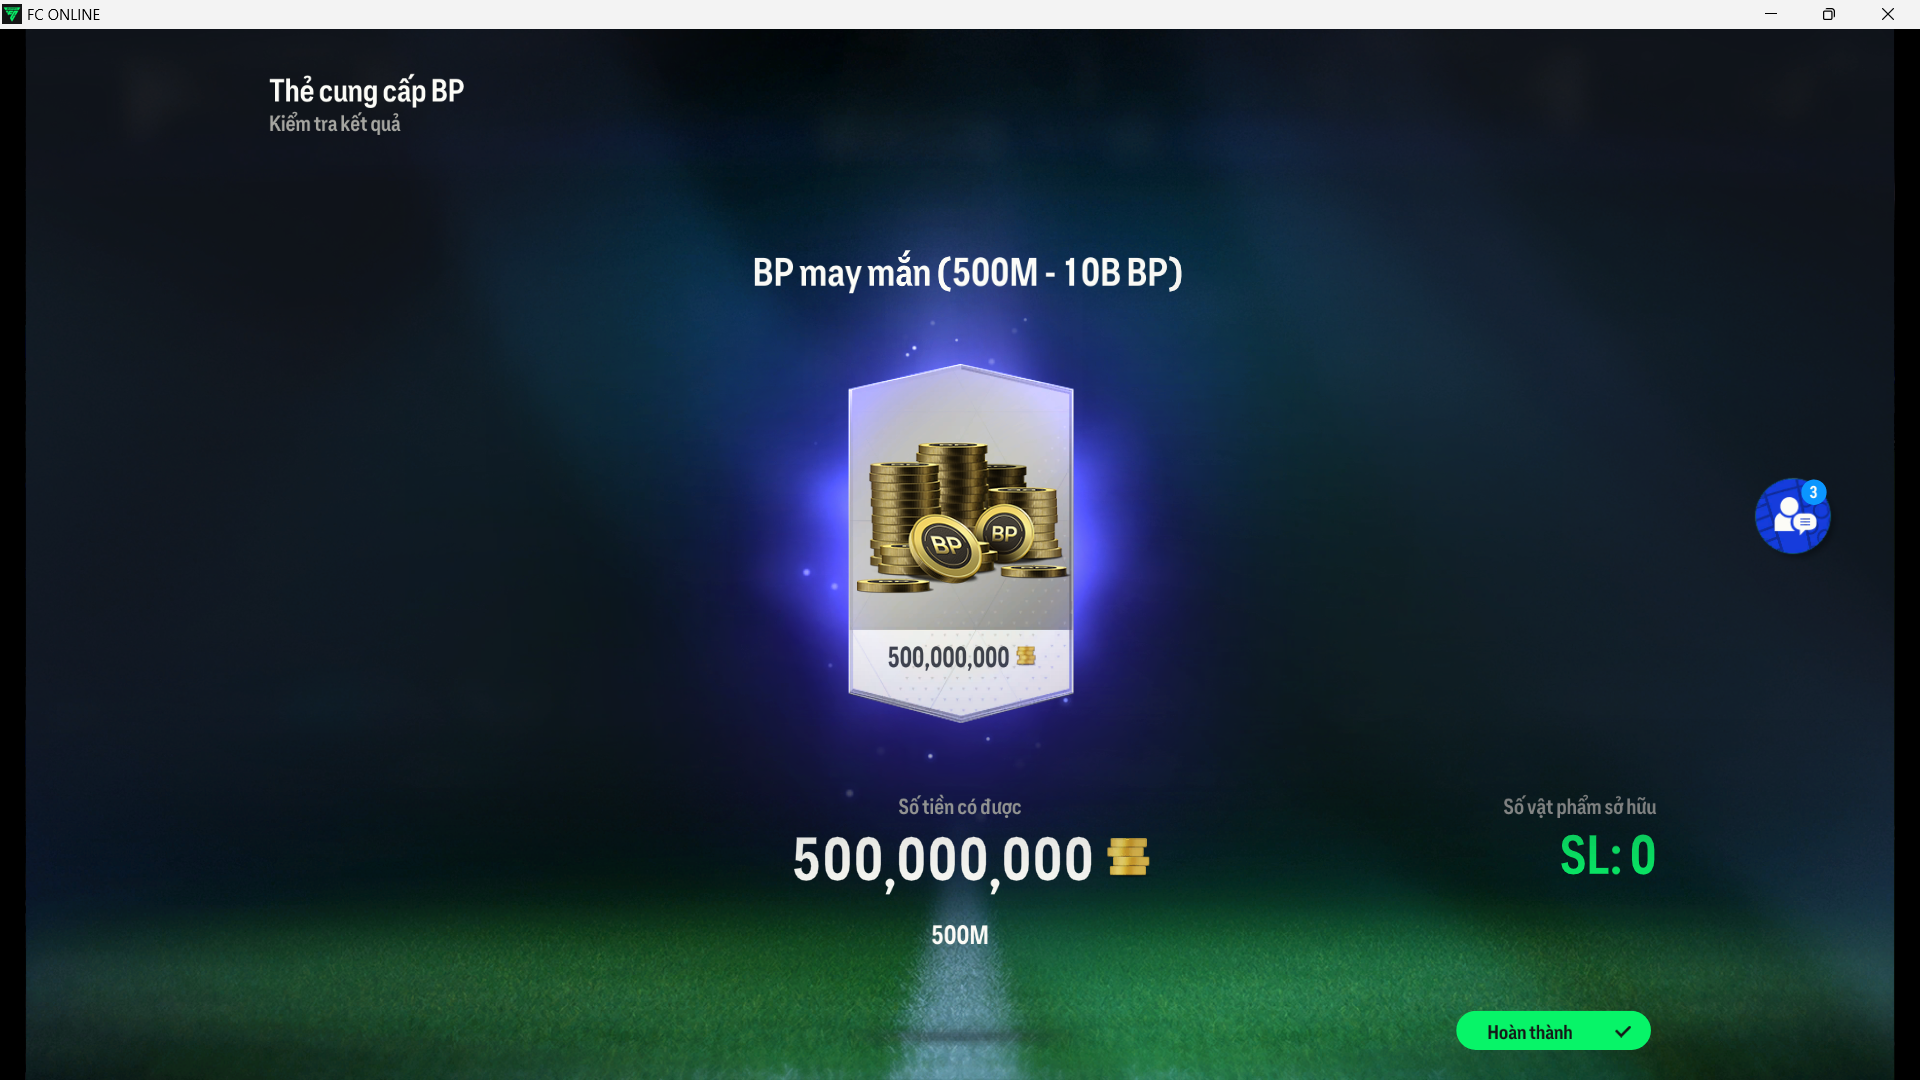 FC ONLINE
Thẻ cung cấp BP
Kiểm tra kết quả
BP may mắn (500M - 10B BP)
BP
BP
500,000,000
3
Số tiền có được
500,000,000
500M
Số vật phẩm sở hữu
SL: 0
Hoàn thành